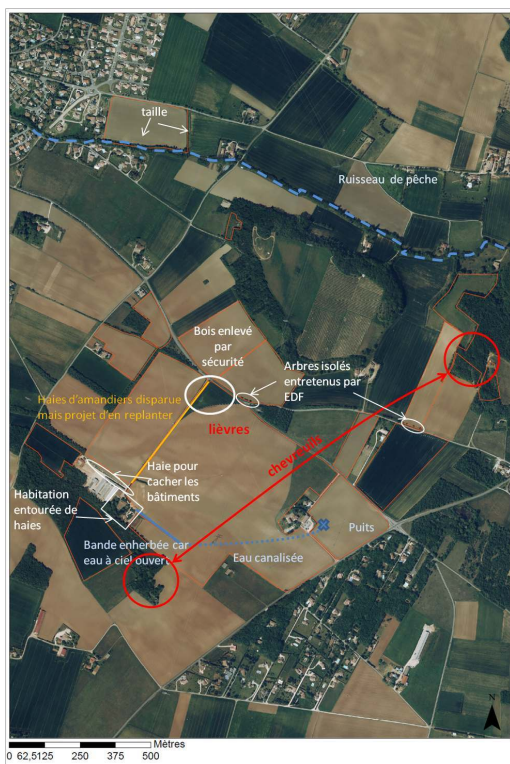 taille
Ruisseau de pêche
Bois enlevé
par
sécurité
Arbres isolés
entretenus par
EDF
Haies d'amandiers disparue
mais projet d'en replanter
lièvres
chevreuils
Haie pour
cacher les
bâtiments
Habitation
entourée de
haies
Puits
Bande enherbée car
eau à ciel ouvert
Eau canalisée
N
Mètres
0 62,5125 250 375 500